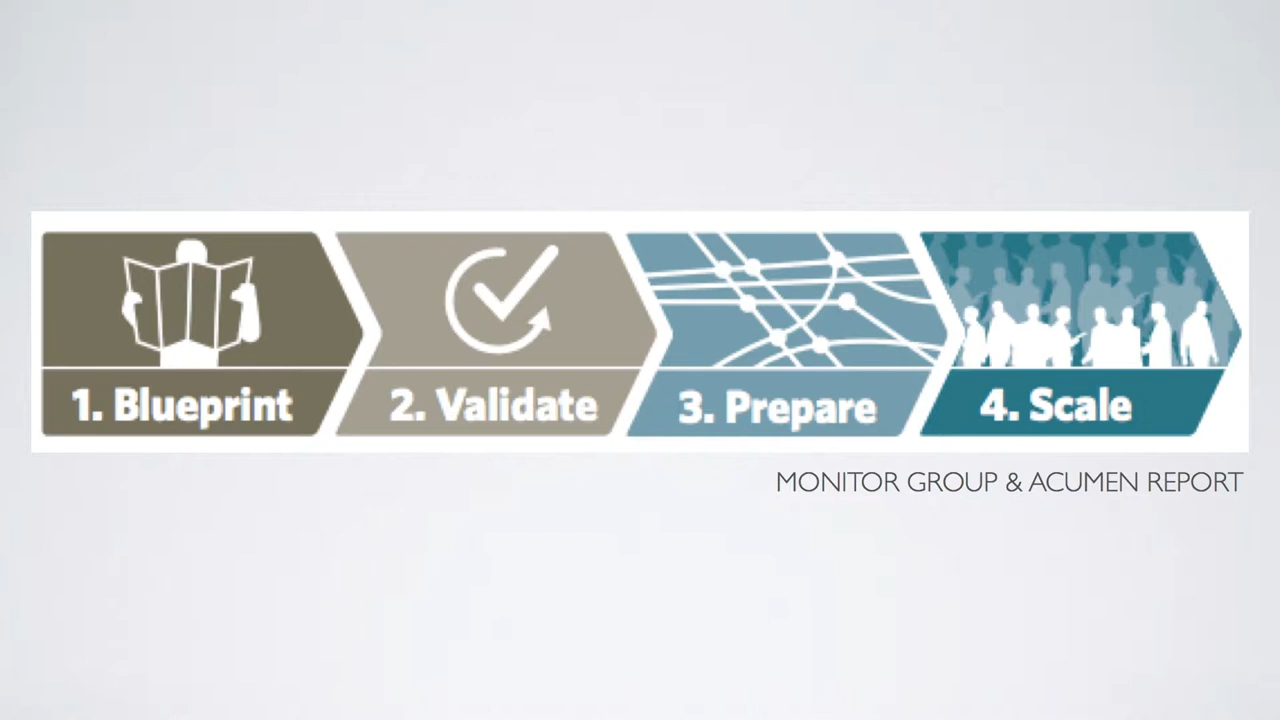 1. Blueprint
2. Validate
3. Prepare
4. Scale
MONITOR GROUP & ACUMEN REPORT